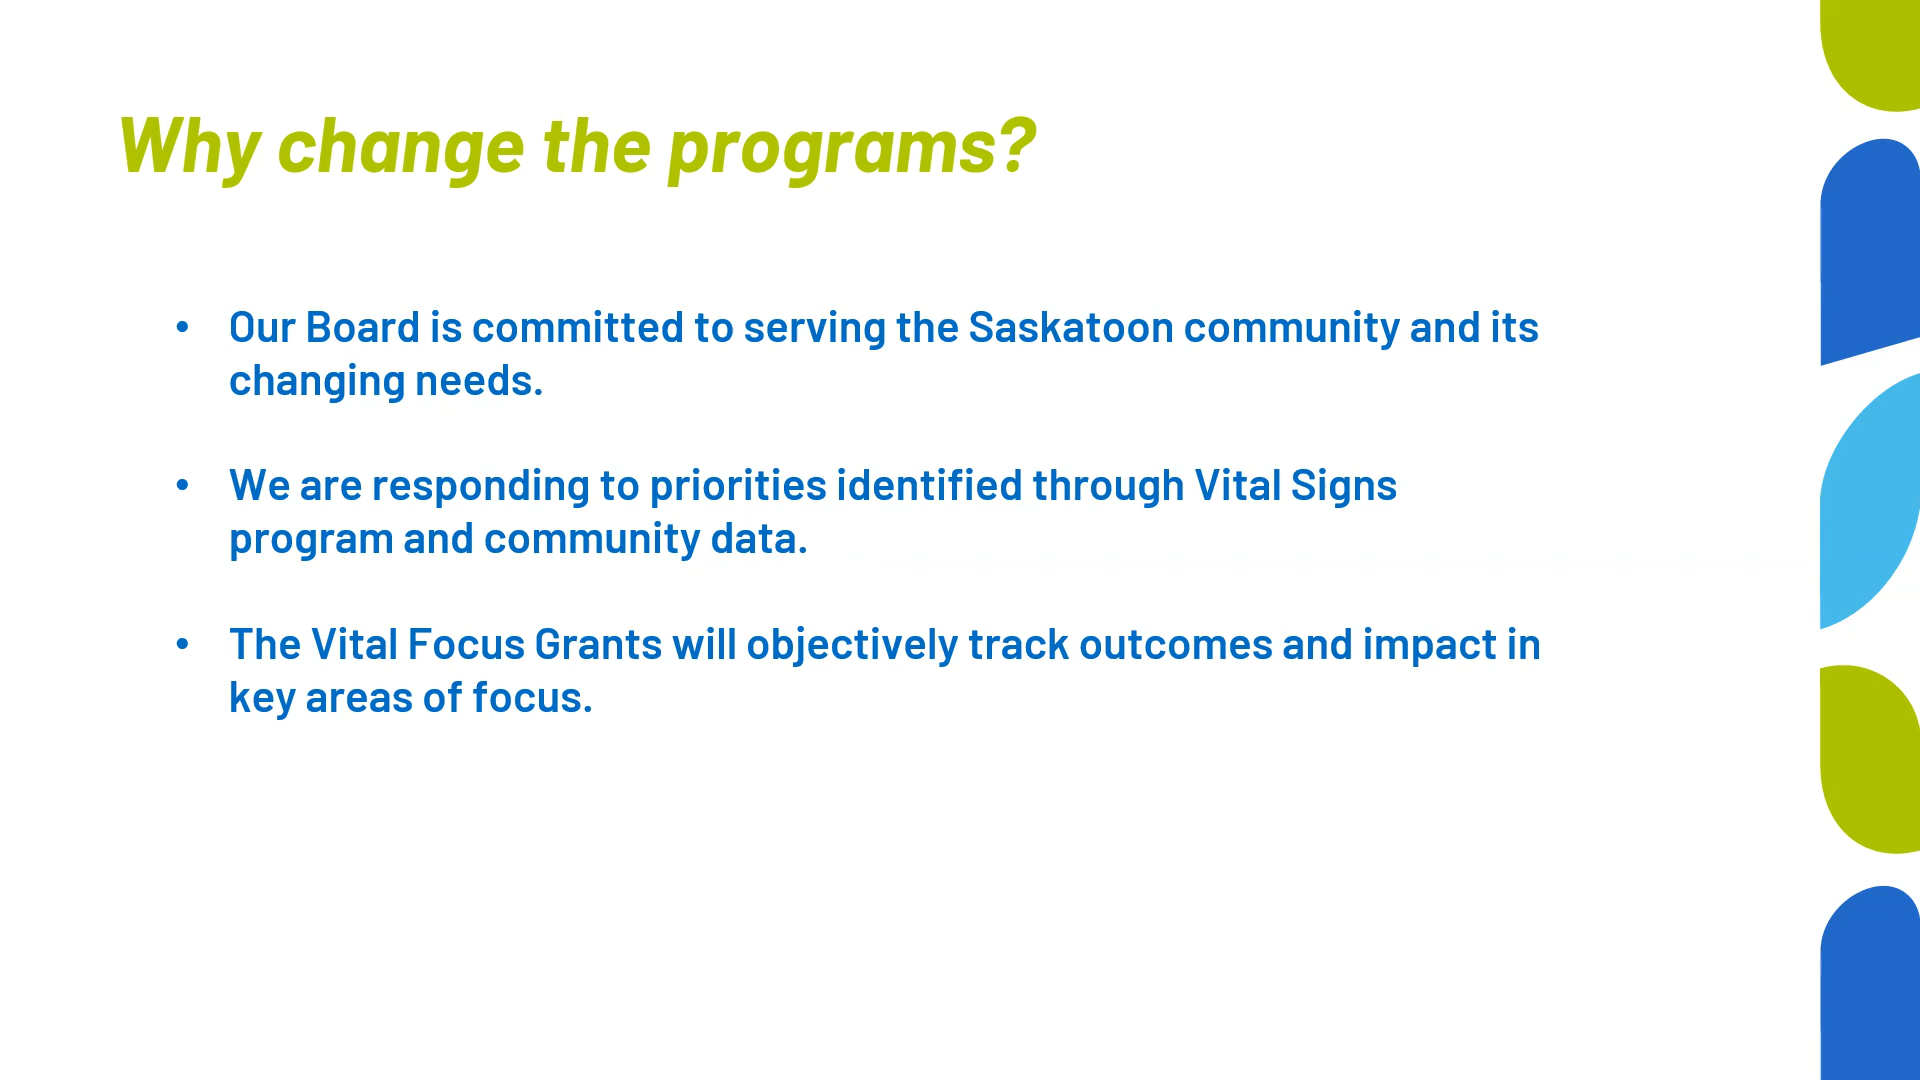 Why change the programs?
• Our Board is committed to serving the Saskatoon community and its
changing needs.
• We are responding to priorities identified through Vital Signs
program and community data.
• The Vital Focus Grants will objectively track outcomes and impact in
key areas of focus.